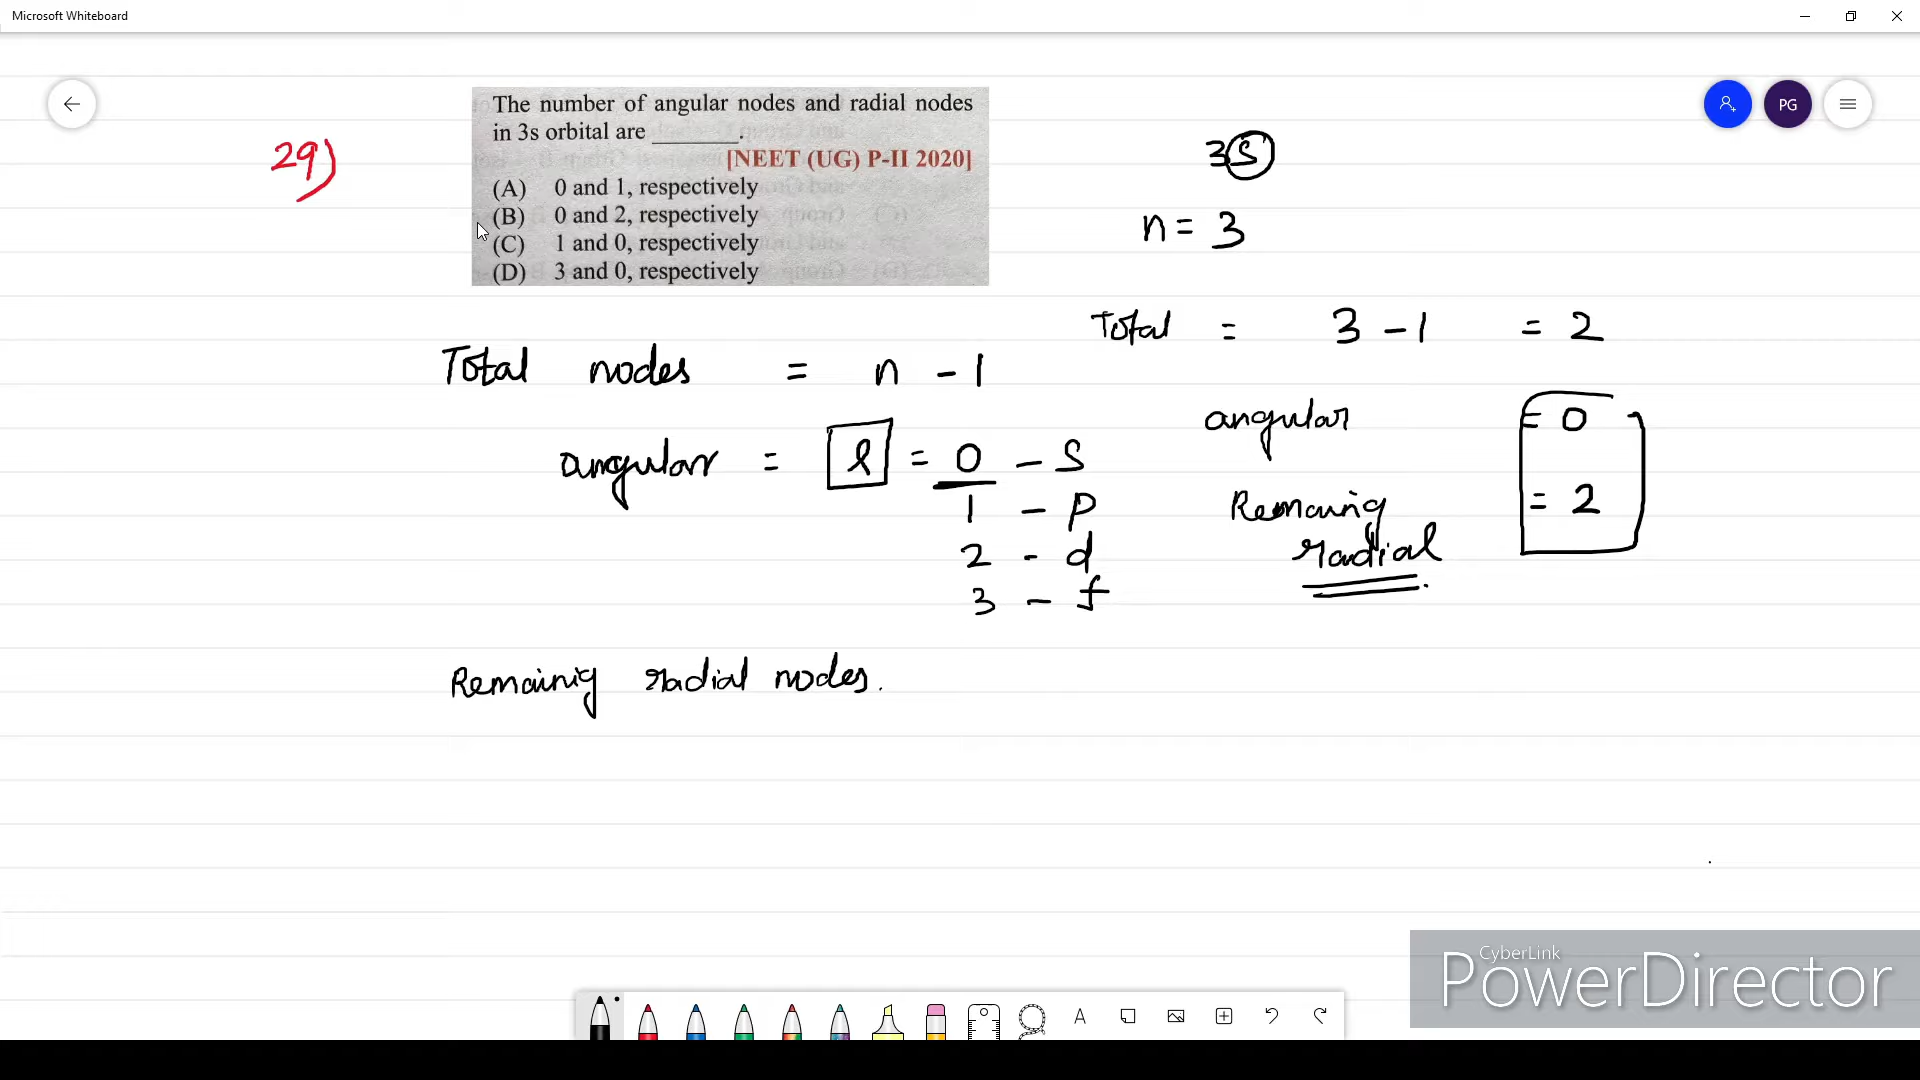 Microsoft Whiteboard
PG
29)
The number of angular nodes and radial nodes
in 3s orbital are ________.
[NEET (UG) P-II 2020]
(A) 0 and 1, respectively
(B) 0 and 2, respectively
(C) 1 and 0, respectively
(D) 3 and 0, respectively
3s
n = 3
Total = 3 - 1 = 2
Total nodes = n - 1
angular = 0
angular = l = 0 - s
1 - p
2 - d
3 - f
Remaining = 2
radial
Remainig radial nodes.
A
CyberLink
PowerDirector